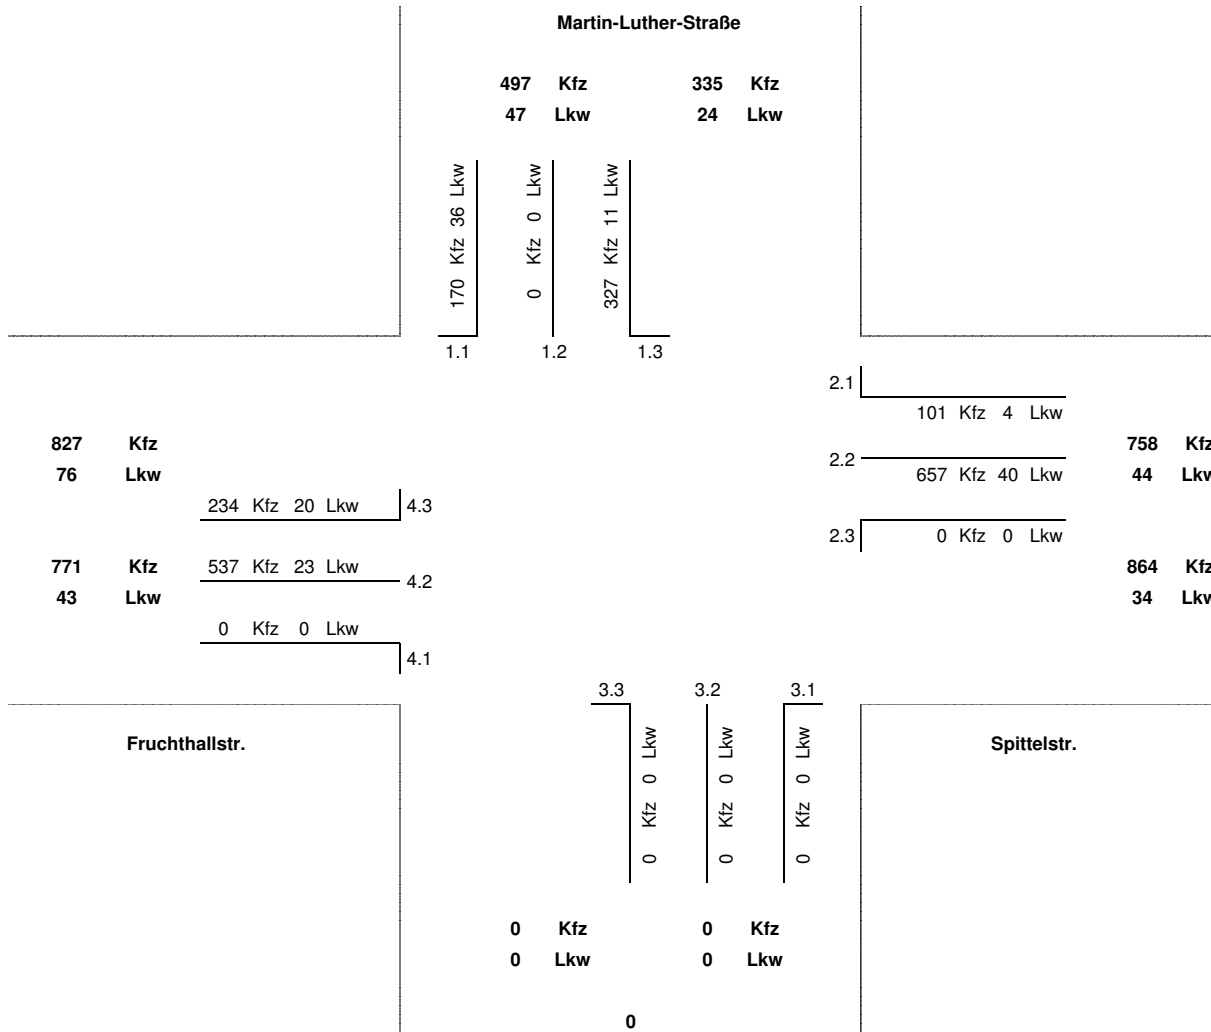 Martin-Luther-Straße
497 Kfz 335 Kfz
47 Lkw 24 Lkw
170 Kfz 36 Lkw
0 Kfz 0 Lkw
327 Kfz 11 Lkw
1.1 1.2 1.3
2.1
101 Kfz 4 Lkw
827 Kfz
76 Lkw
758 Kfz
44 Lkw
2.2
657 Kfz 40 Lkw
234 Kfz 20 Lkw 4.3
2.3
0 Kfz 0 Lkw
771 Kfz
43 Lkw
537 Kfz 23 Lkw
4.2
864 Kfz
34 Lkw
0 Kfz 0 Lkw
4.1
3.3 3.2 3.1
Fruchthallstr.
Spittelstr.
0 Kfz 0 Lkw
0 Kfz 0 Lkw
0 Kfz 0 Lkw
0 Kfz 0 Kfz
0 Lkw 0 Lkw
0